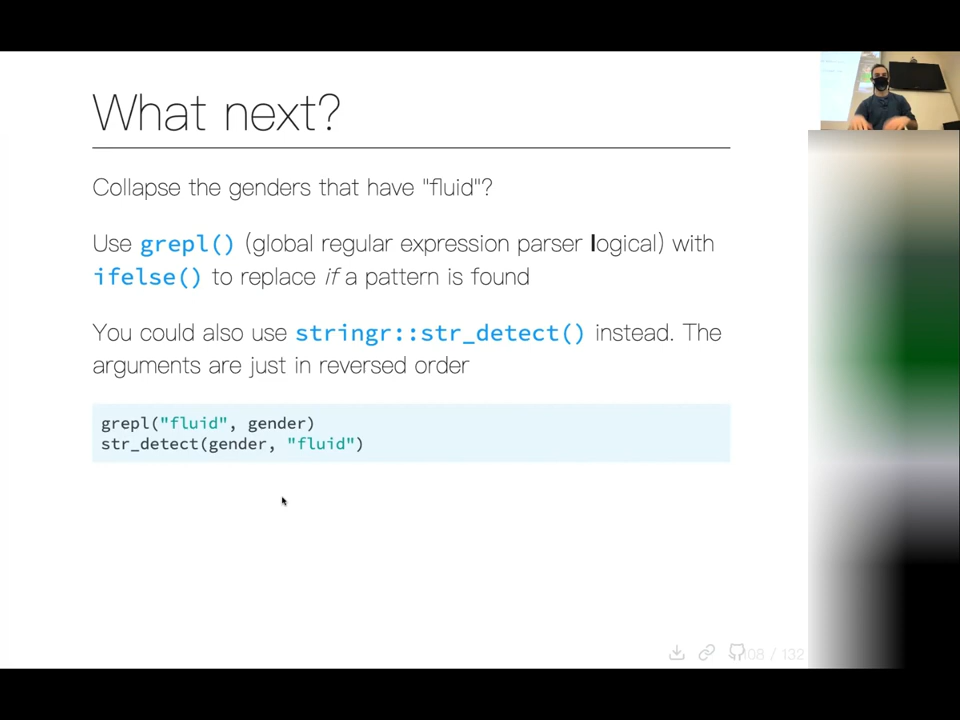 What next?
Collapse the genders that have "fluid"?
Use grepl() (global regular expression parser logical) with
ifelse() to replace if a pattern is found
You could also use stringr::str_detect() instead. The
arguments are just in reversed order
grepl("fluid", gender)
str_detect(gender, "fluid")
108 / 132